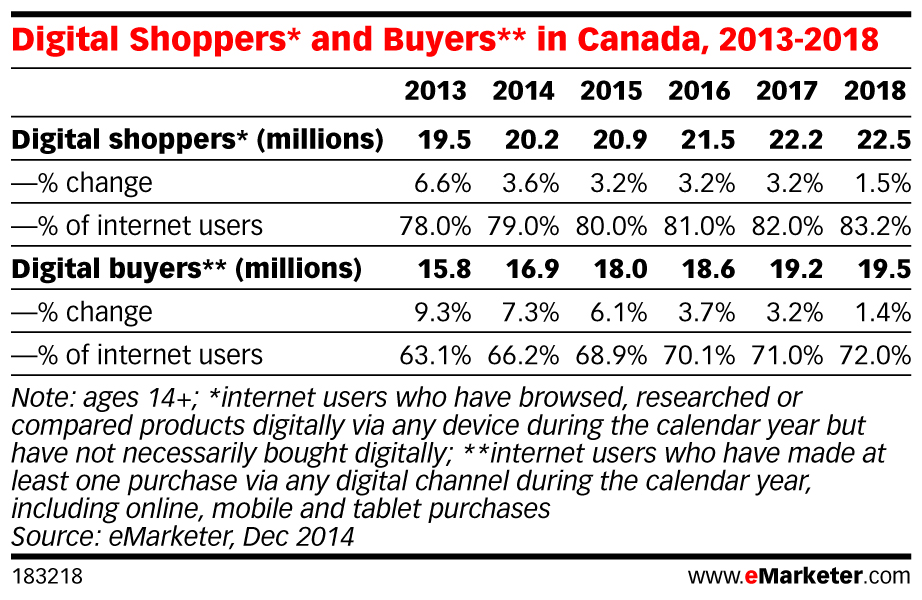 Digital Shoppers* and Buyers** in Canada, 2013-2018
2013 2014 2015 2016 2017 2018
Digital shoppers* (millions) 19.5 20.2 20.9 21.5 22.2 22.5
—% change 6.6% 3.6% 3.2% 3.2% 3.2% 1.5%
—% of internet users 78.0% 79.0% 80.0% 81.0% 82.0% 83.2%
Digital buyers** (millions) 15.8 16.9 18.0 18.6 19.2 19.5
—% change 9.3% 7.3% 6.1% 3.7% 3.2% 1.4%
—% of internet users 63.1% 66.2% 68.9% 70.1% 71.0% 72.0%
Note: ages 14+; *internet users who have browsed, researched or
compared products digitally via any device during the calendar year but
have not necessarily bought digitally; **internet users who have made at
least one purchase via any digital channel during the calendar year,
including online, mobile and tablet purchases
Source: eMarketer, Dec 2014
183218 www.eMarketer.com